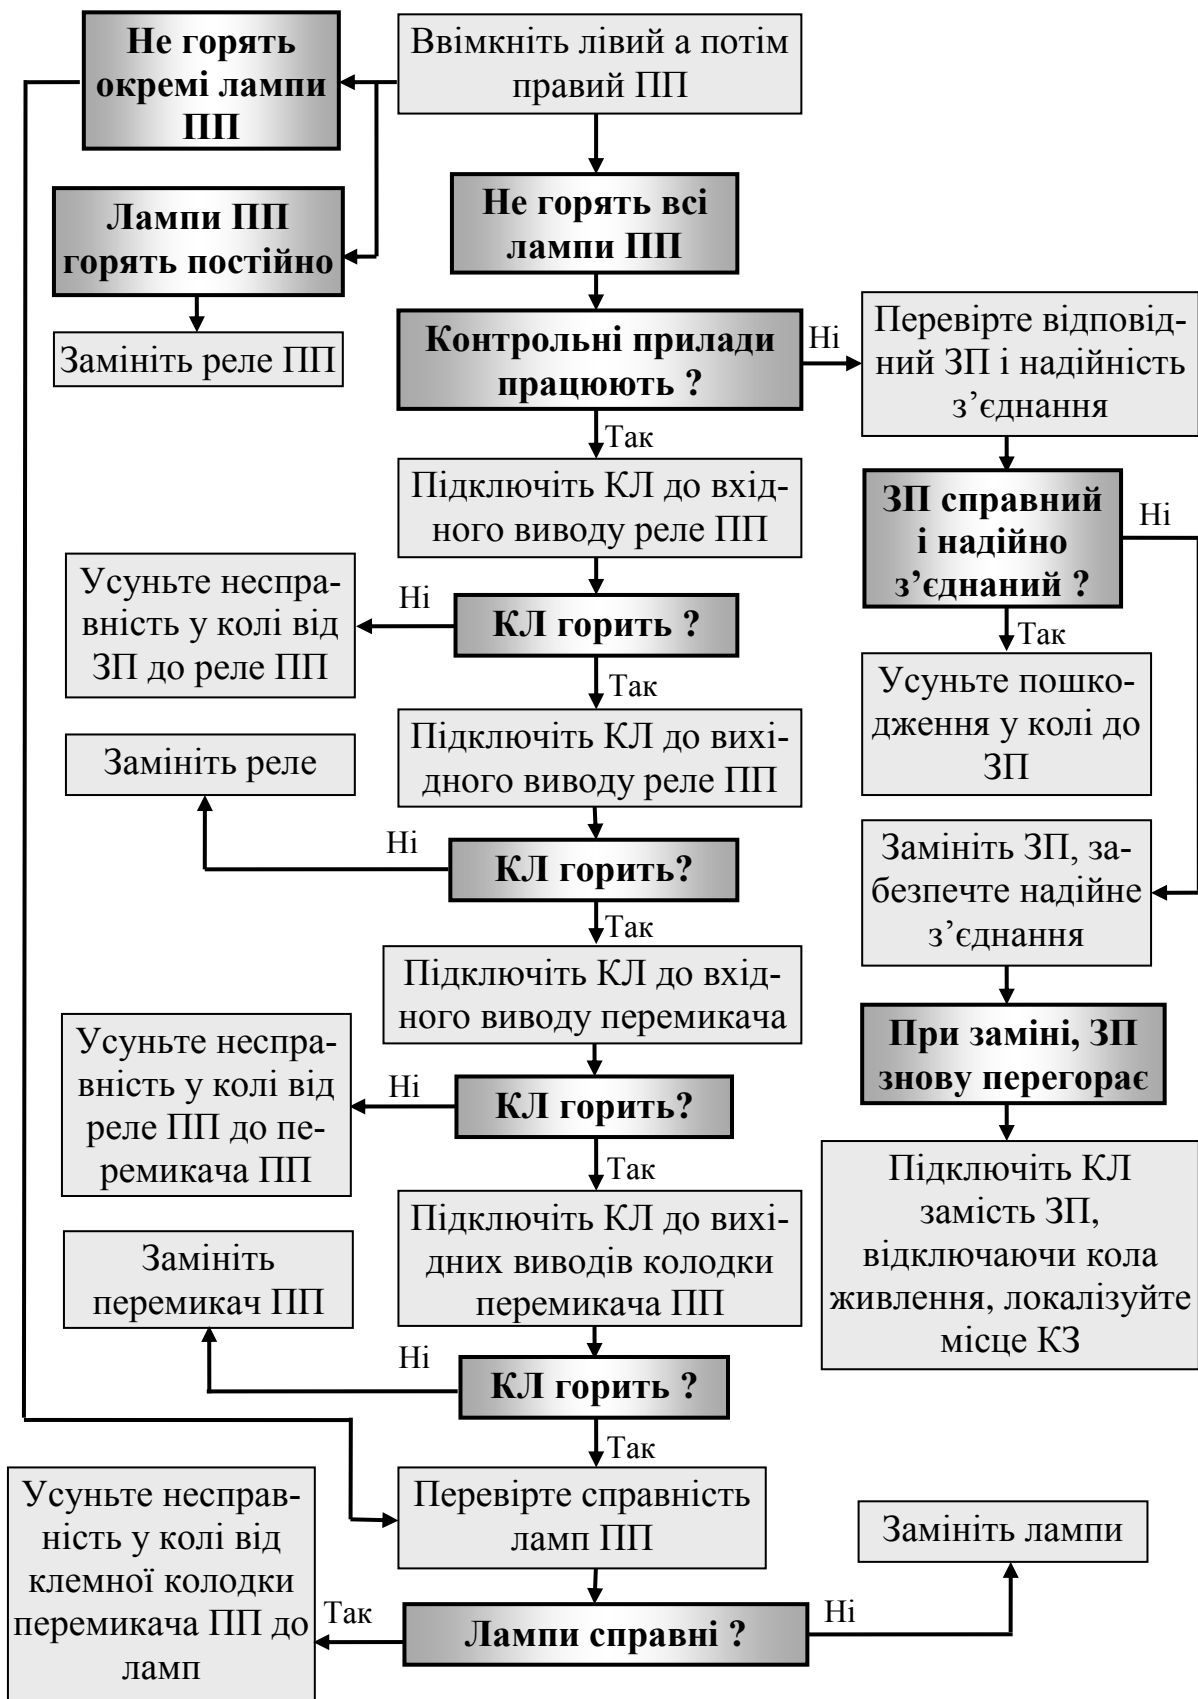 Не горять
окремі лампи
ПП
Ввімкніть лівий а потім
правий ПП
Лампи ПП
горять постійно
Не горять всі
лампи ПП
Замініть реле ПП
Контрольні прилади
працюють ?
Ні
Перевірте відповід-
ний ЗП і надійність
з’єднання
Так
Підключіть КЛ до вхід-
ного виводу реле ПП
ЗП справний
і надійно
з’єднаний ?
Ні
Усуньте неспра-
вність у колі від
ЗП до реле ПП
Ні
КЛ горить ?
Так
Так
Усуньте пошко-
дження у колі до
ЗП
Підключіть КЛ до вихі-
дного виводу реле ПП
Замініть реле
Ні
КЛ горить?
Так
Замініть ЗП, за-
безпечте надійне
з’єднання
Підключіть КЛ до вхід-
ного виводу перемикача
Усуньте неспра-
вність у колі від
реле ПП до пе-
ремикача ПП
Ні
КЛ горить?
Так
При заміні, ЗП
знову перегорає
Підключіть КЛ до вихі-
дних виводів колодки
перемикача ПП
Підключіть КЛ
замість ЗП,
відключаючи кола
живлення, локалізуйте
місце КЗ
Замініть
перемикач ПП
Ні
КЛ горить ?
Так
Усуньте несправ-
ність у колі від
клемної колодки
перемикача ПП до
ламп
Перевірте справність
ламп ПП
Замініть лампи
Так
Лампи справні ?
Ні